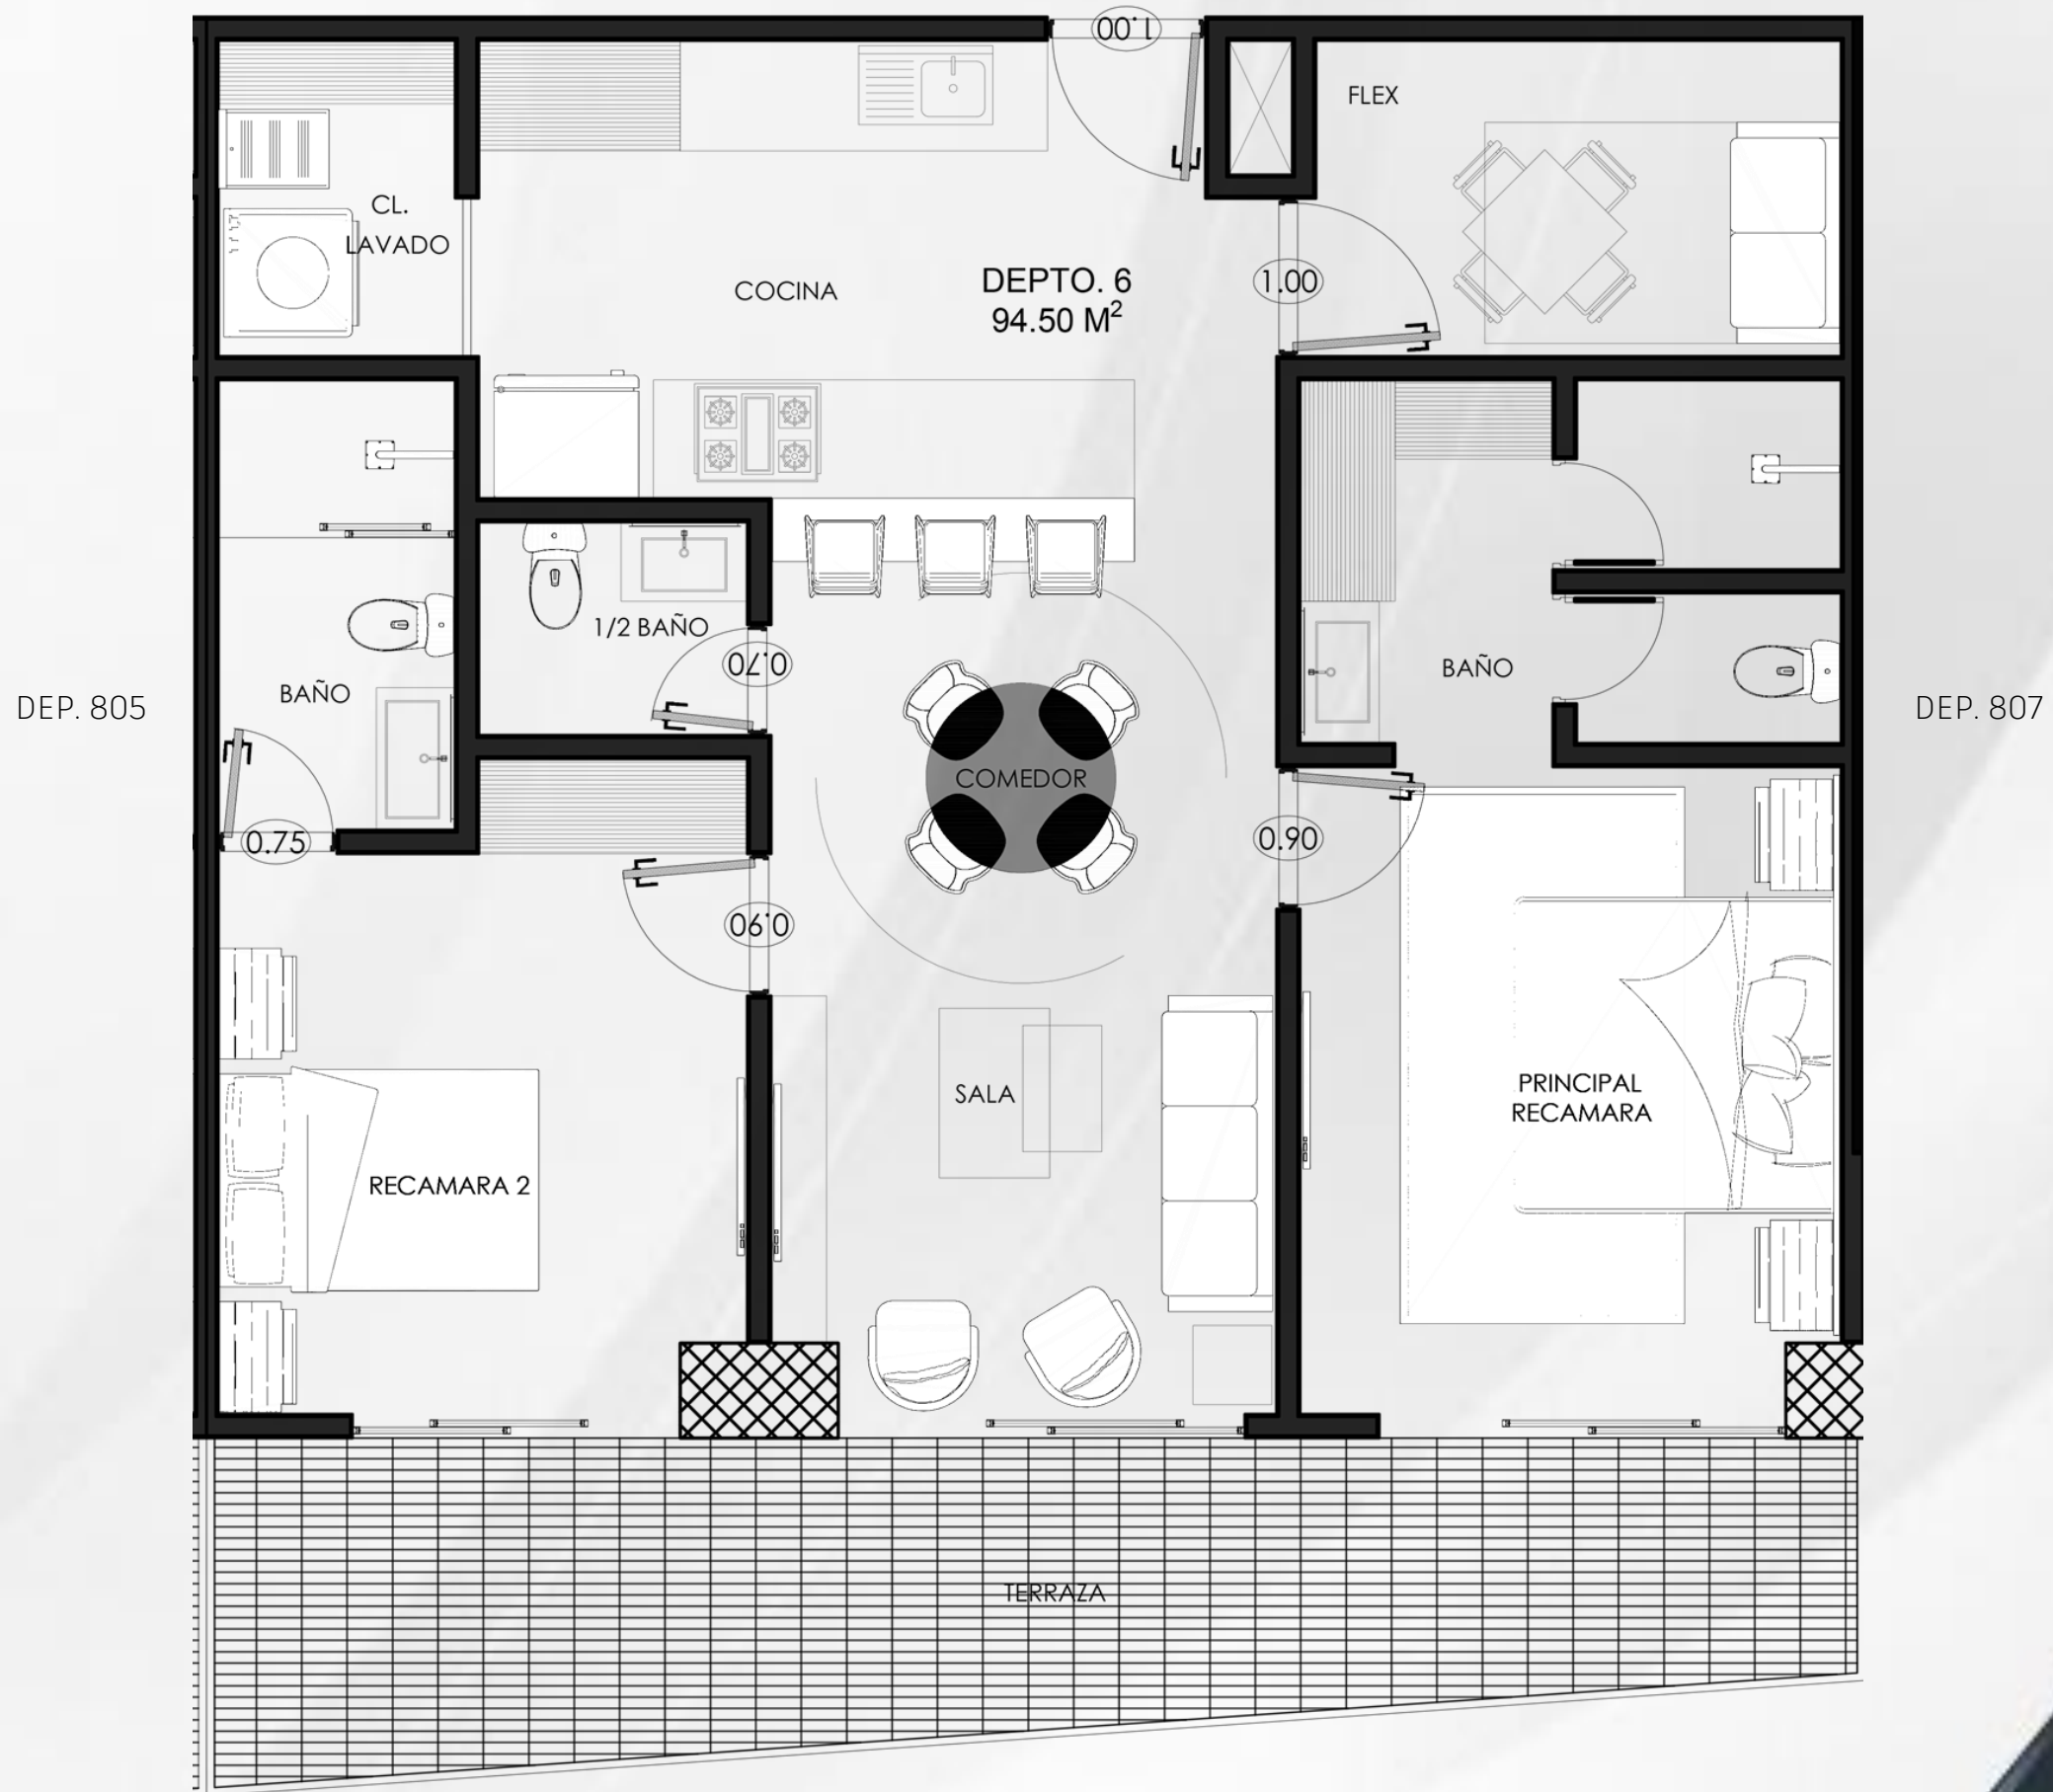 1.00
FLEX
CL.
LAVADO
COCINA
DEPTO. 6
94.50 M²
1.00
1/2 BAÑO
0.70
BAÑO
BAÑO
DEP. 805
DEP. 807
COMEDOR
0.75
0.90
0.90
SALA
PRINCIPAL
RECAMARA
RECAMARA 2
TERRAZA